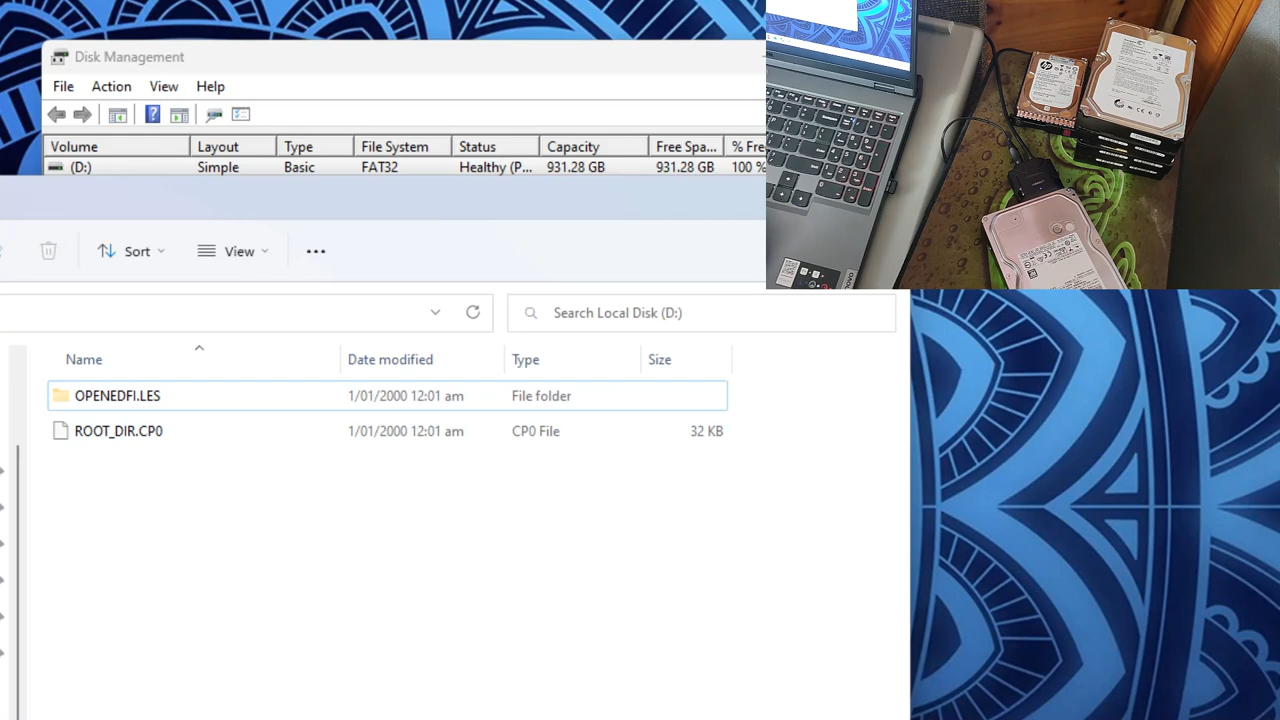 Disk Management
File Action View Help
Volume Layout Type File System Status Capacity Free Spa... % Fre
(D:) Simple Basic FAT32 Healthy (P... 931.28 GB 931.28 GB 100 %
Sort View
Search Local Disk (D:)
Name Date modified Type Size
OPENEDFI.LES 1/01/2000 12:01 am File folder
ROOT_DIR.CP0 1/01/2000 12:01 am CP0 File 32 KB
hp
LENOVO